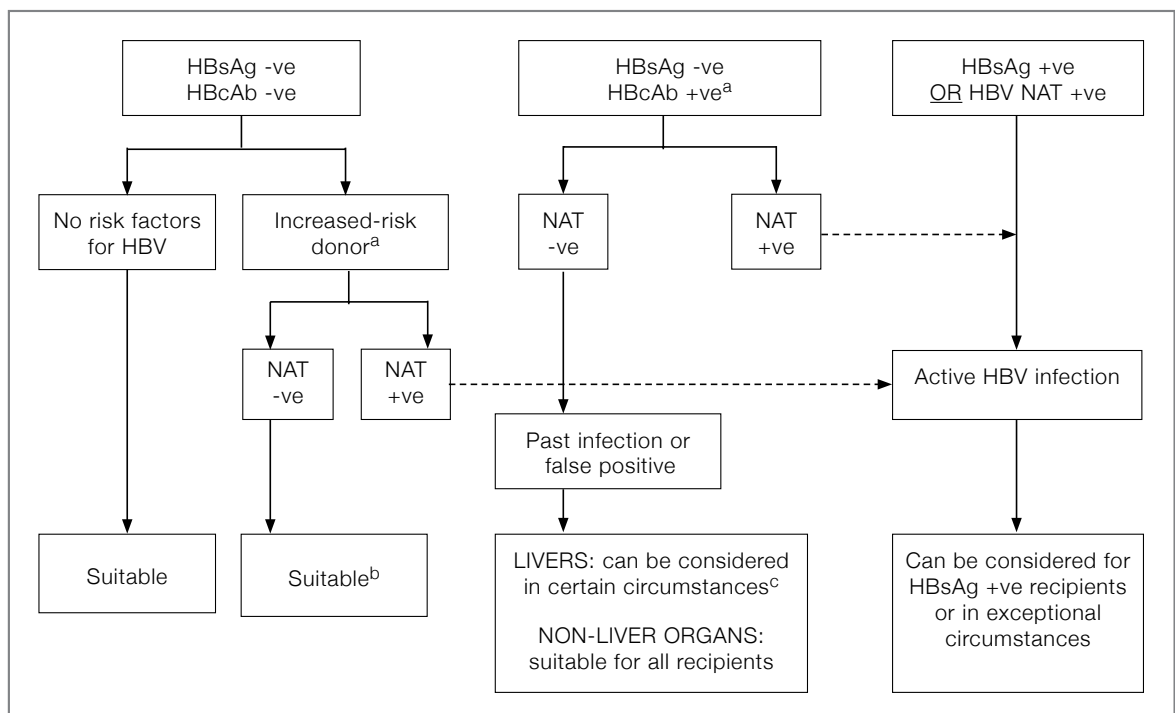 HBsAg -ve
HBcAb -ve
HBsAg -ve
HBcAb +veᵃ
HBsAg +ve
OR HBV NAT +ve
No risk factors
for HBV
Increased-risk
donorᵃ
NAT
-ve
NAT
+ve
NAT
-ve
NAT
+ve
Active HBV infection
Past infection or
false positive
Suitable
Suitableᵇ
LIVERS: can be considered
in certain circumstancesᶜ
NON-LIVER ORGANS:
suitable for all recipients
Can be considered for
HBsAg +ve recipients
or in exceptional
circumstances